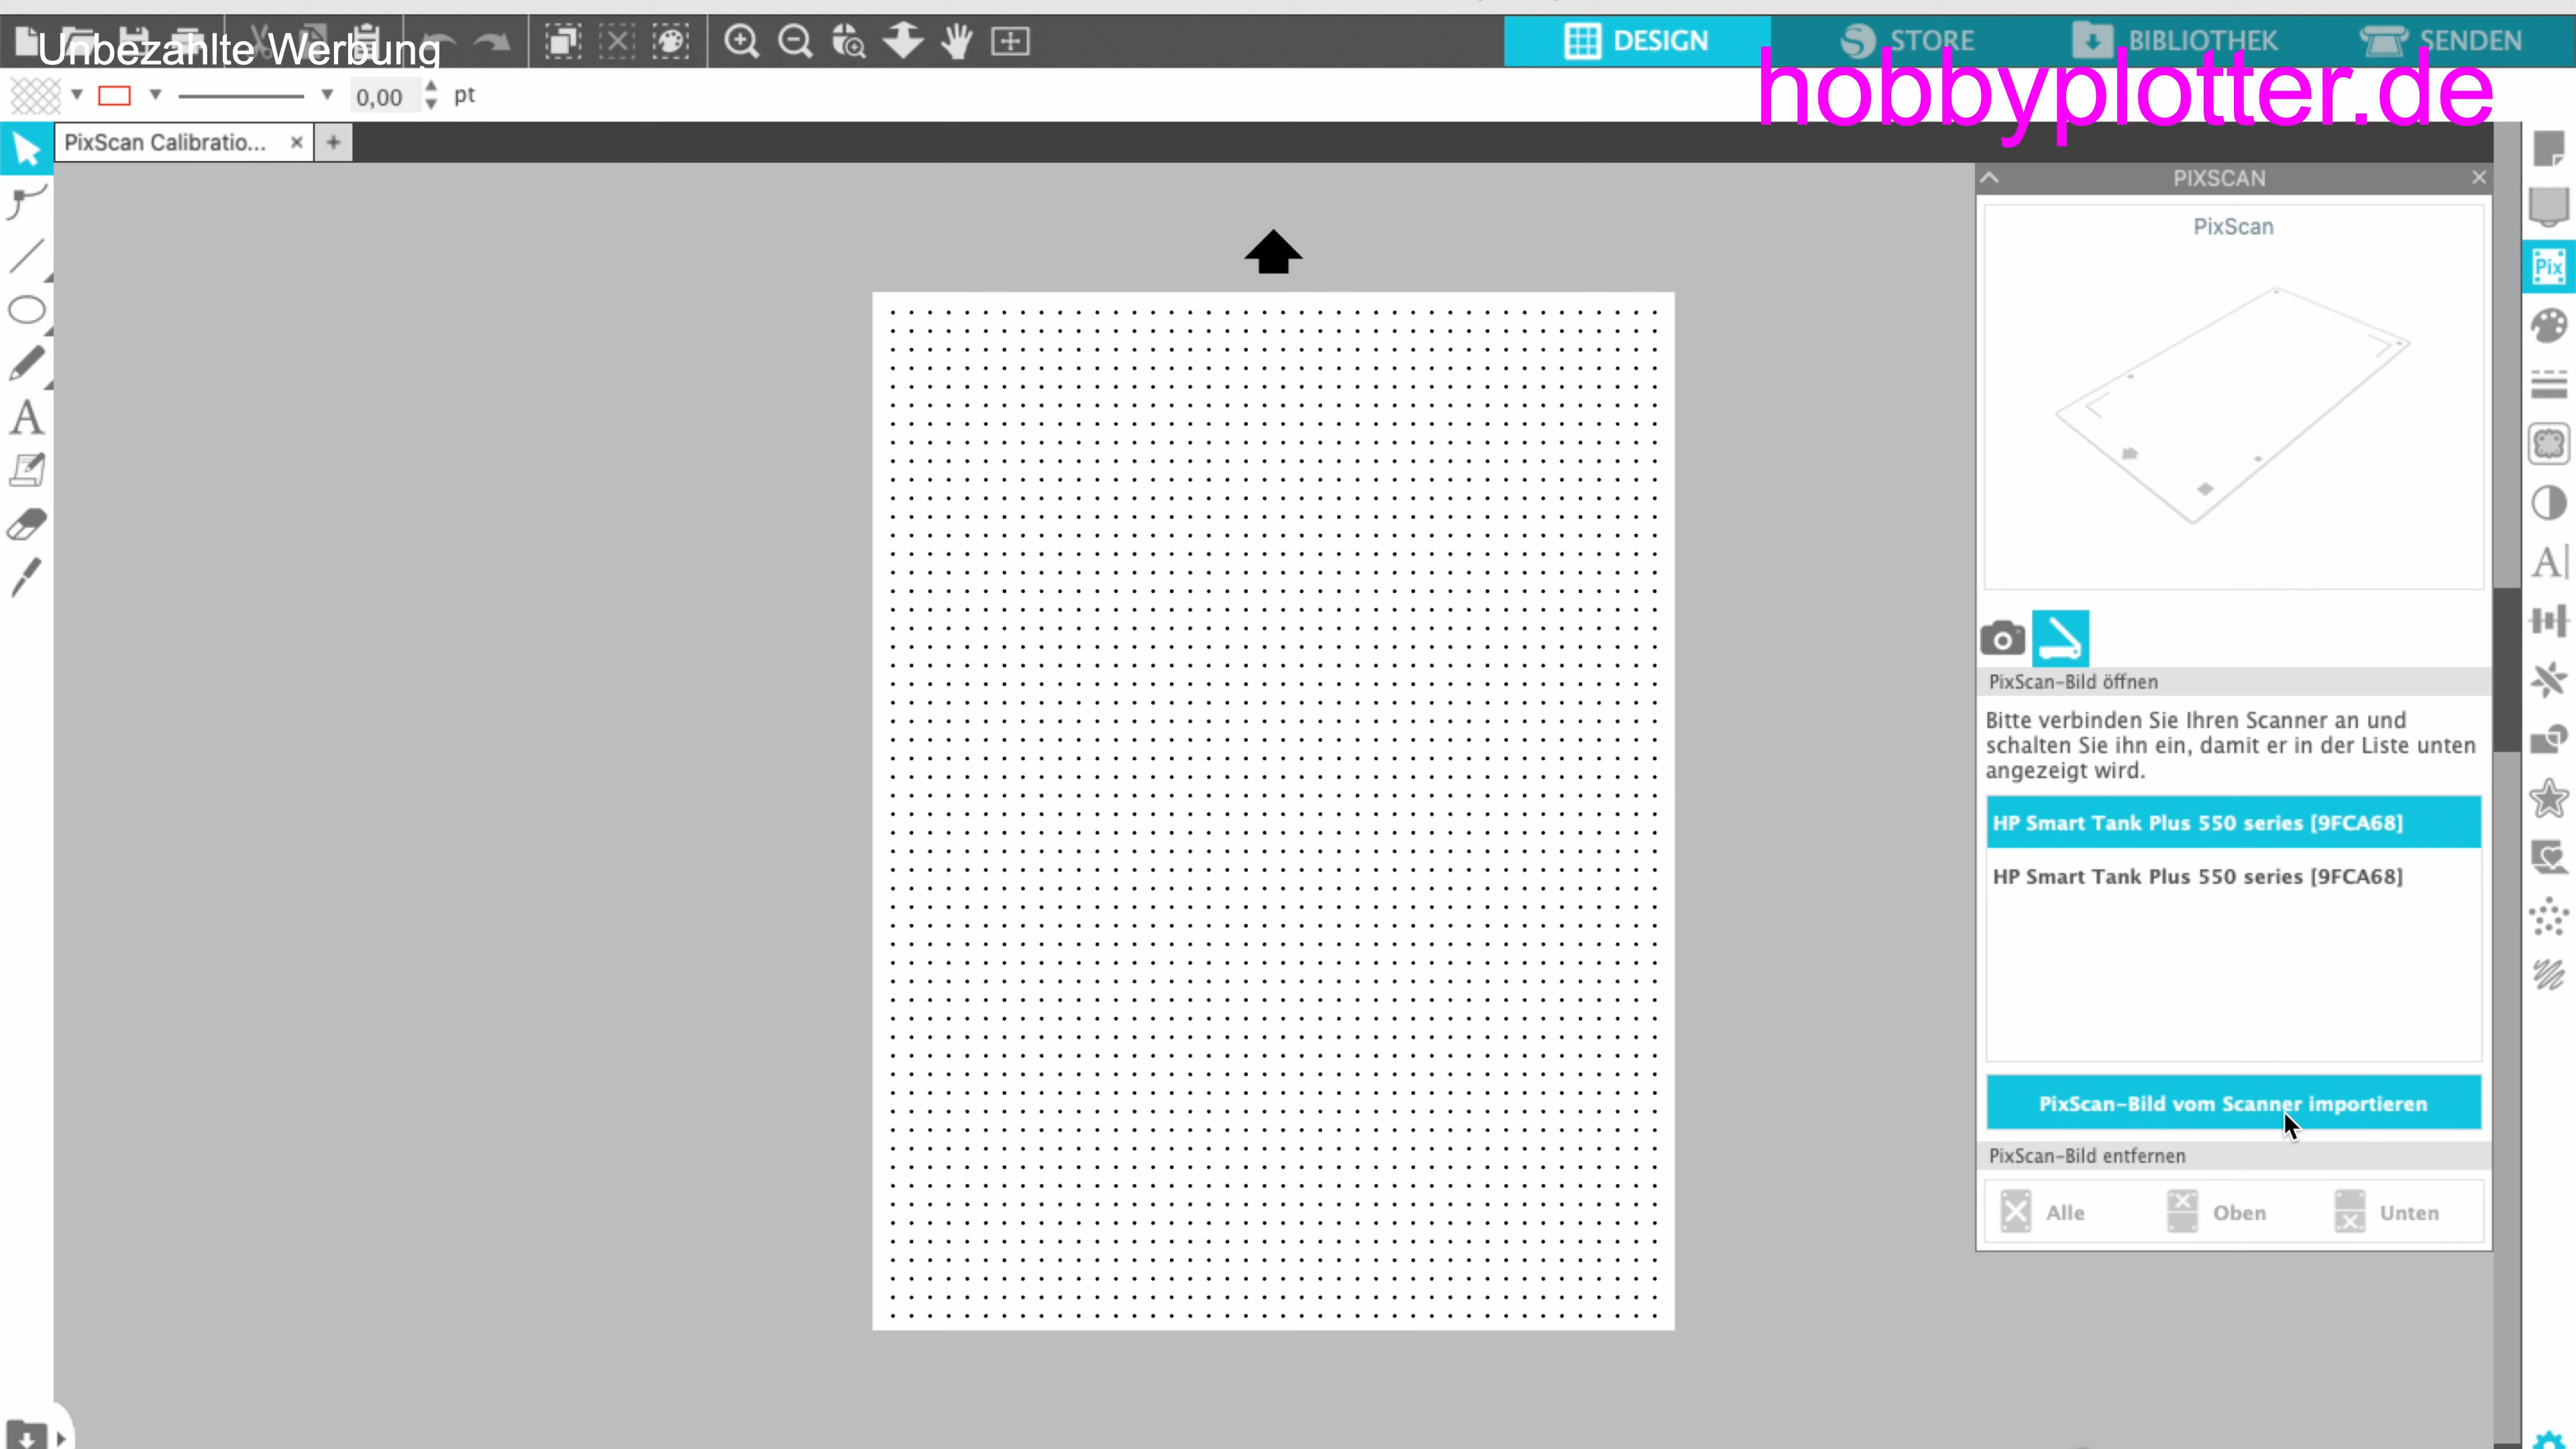 Unbezahlte Werbung
DESIGN
STORE
BIBLIOTHEK
SENDEN
hobbyplotter.de
0,00
pt
PixScan Calibratio...
PIXSCAN
PixScan
Pix
A
A
PixScan-Bild öffnen
Bitte verbinden Sie Ihren Scanner an und
schalten Sie ihn ein, damit er in der Liste unten
angezeigt wird.
HP Smart Tank Plus 550 series [9FCA68]
HP Smart Tank Plus 550 series [9FCA68]
PixScan-Bild vom Scanner importieren
PixScan-Bild entfernen
Alle
Oben
Unten